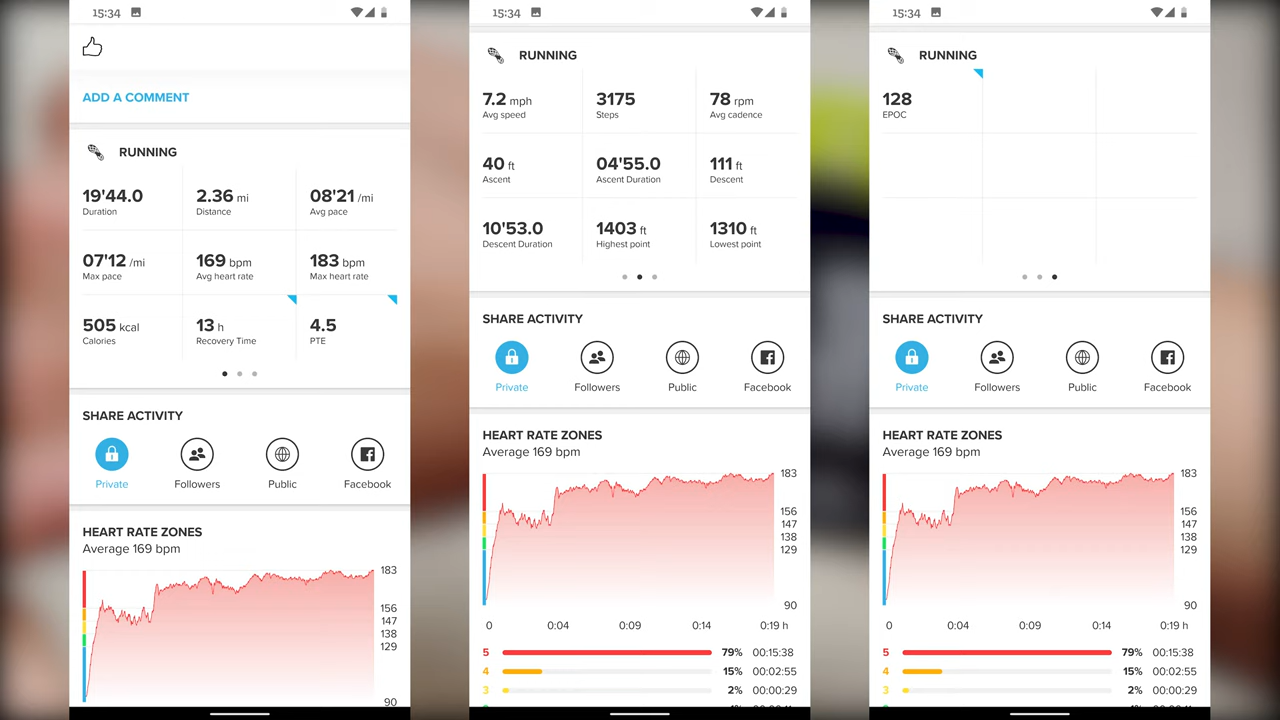 15:34
ADD A COMMENT
RUNNING
19'44.0
Duration
2.36 mi
Distance
08'21 /mi
Avg pace
07'12 /mi
Max pace
169 bpm
Avg heart rate
183 bpm
Max heart rate
505 kcal
Calories
13 h
Recovery Time
4.5
PTE
SHARE ACTIVITY
Private
Followers
Public
Facebook
HEART RATE ZONES
Average 169 bpm
183
156
147
138
129
90
15:34
RUNNING
7.2 mph
Avg speed
3175
Steps
78 rpm
Avg cadence
40 ft
Ascent
04'55.0
Ascent Duration
111 ft
Descent
10'53.0
Descent Duration
1403 ft
Highest point
1310 ft
Lowest point
SHARE ACTIVITY
Private
Followers
Public
Facebook
HEART RATE ZONES
Average 169 bpm
183
156
147
138
129
90
0 0:04 0:09 0:14 0:19 h
5 79% 00:15:38
4 15% 00:02:55
3 2% 00:00:29
15:34
RUNNING
128
EPOC
SHARE ACTIVITY
Private
Followers
Public
Facebook
HEART RATE ZONES
Average 169 bpm
183
156
147
138
129
90
0 0:04 0:09 0:14 0:19 h
5 79% 00:15:38
4 15% 00:02:55
3 2% 00:00:29